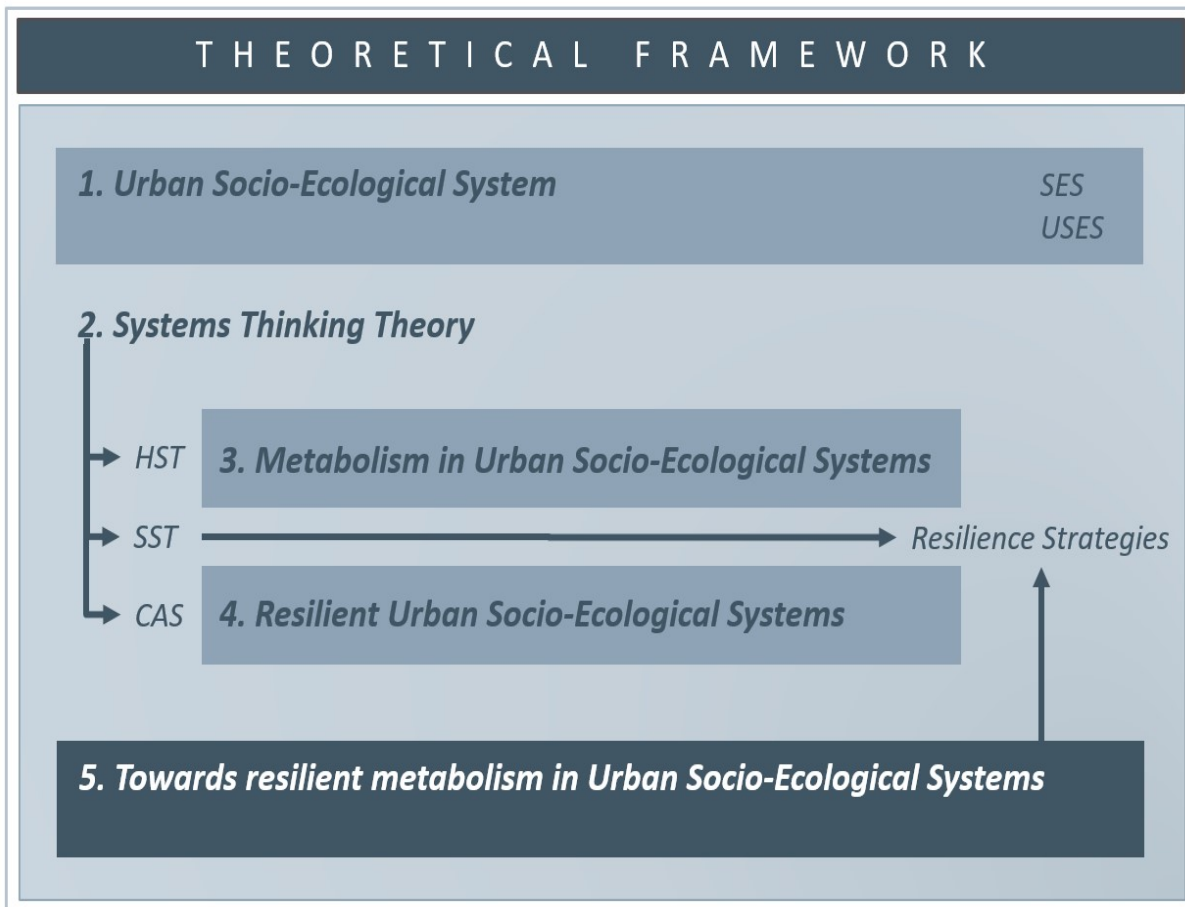 THEORETICAL FRAMEWORK
1. Urban Socio-Ecological System
SES
USES
2. Systems Thinking Theory
HST
3. Metabolism in Urban Socio-Ecological Systems
SST
Resilience Strategies
CAS
4. Resilient Urban Socio-Ecological Systems
5. Towards resilient metabolism in Urban Socio-Ecological Systems